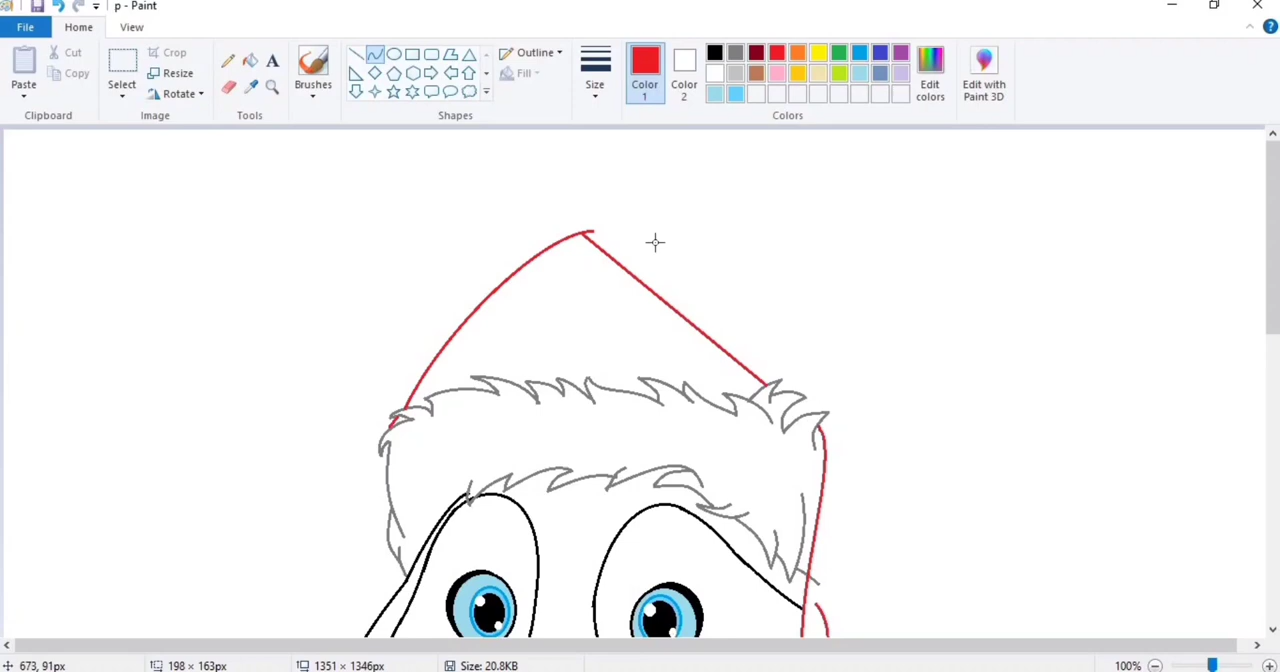 p - Paint
File Home View
Paste
Cut
Copy
Clipboard
Select
Crop
Resize
Rotate
Image
A
Tools
Brushes
Outline
Fill
Shapes
Size
Color
1
Color
2
Edit
colors
Colors
Edit with
Paint 3D
673, 91px 198 × 163px 1351 × 1346px Size: 20.8KB 100%